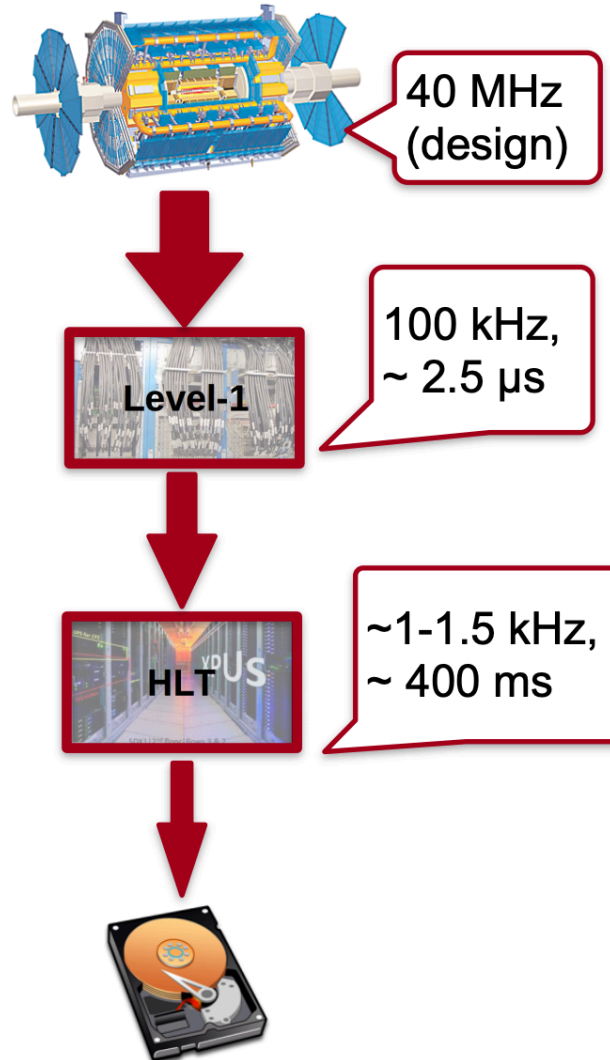 40 MHz
(design)
100 kHz,
~ 2.5 μs
Level-1
~1-1.5 kHz,
~ 400 ms
HLT